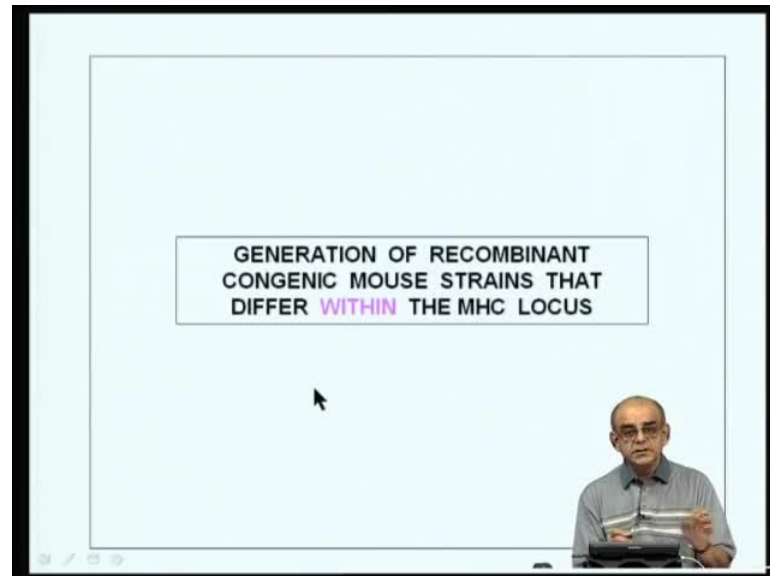 GENERATION OF RECOMBINANT
CONGENIC MOUSE STRAINS THAT
DIFFER WITHIN THE MHC LOCUS